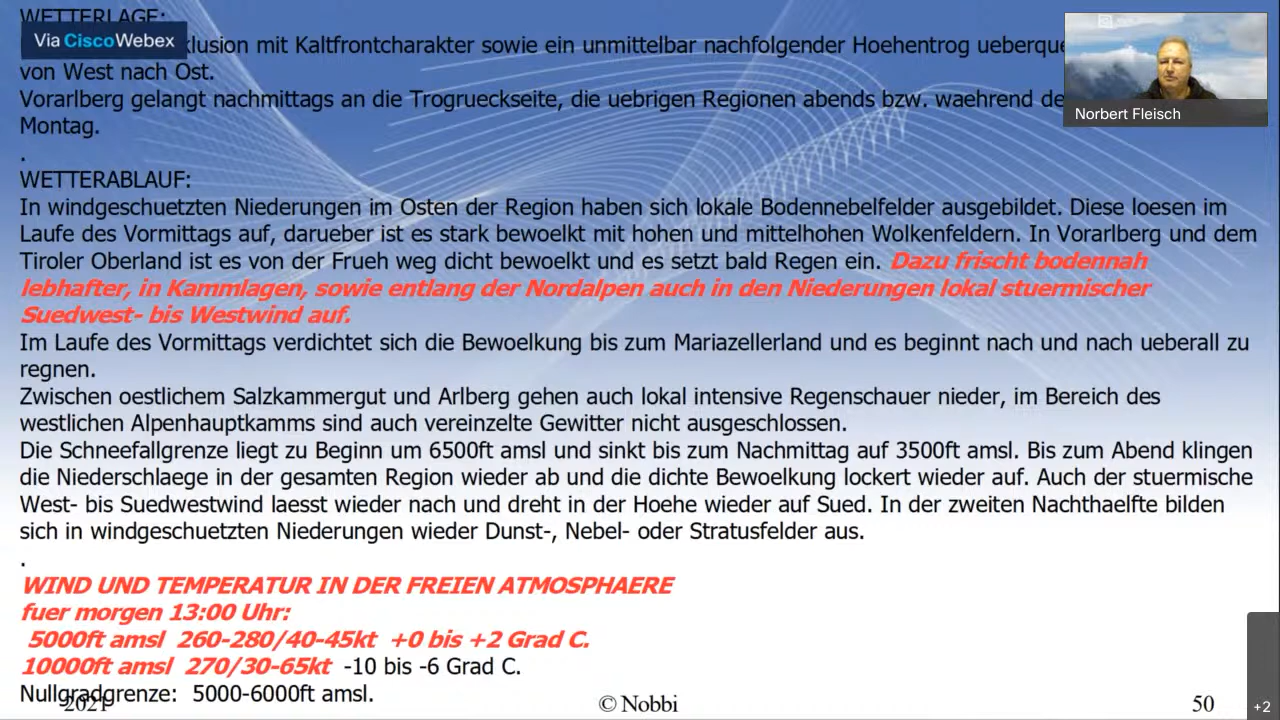 WETTERLAGE:
Via Cisco Webex
klusion mit Kaltfrontcharakter sowie ein unmittelbar nachfolgender Hoehentrog ueberque
von West nach Ost.
Vorarlberg gelangt nachmittags an die Trogrueckseite, die uebrigen Regionen abends bzw. waehrend de
Montag.
.
WETTERABLAUF:
In windgeschuetzten Niederungen im Osten der Region haben sich lokale Bodennebelfelder ausgebildet. Diese loesen im
Laufe des Vormittags auf, darueber ist es stark bewoelkt mit hohen und mittelhohen Wolkenfeldern. In Vorarlberg und dem
Tiroler Oberland ist es von der Frueh weg dicht bewoelkt und es setzt bald Regen ein. Dazu frischt bodennah
lebhafter, in Kammlagen, sowie entlang der Nordalpen auch in den Niederungen lokal stuermischer
Suedwest- bis Westwind auf.
Im Laufe des Vormittags verdichtet sich die Bewoelkung bis zum Mariazellerland und es beginnt nach und nach ueberall zu
regnen.
Zwischen oestlichem Salzkammergut und Arlberg gehen auch lokal intensive Regenschauer nieder, im Bereich des
westlichen Alpenhauptkamms sind auch vereinzelte Gewitter nicht ausgeschlossen.
Die Schneefallgrenze liegt zu Beginn um 6500ft amsl und sinkt bis zum Nachmittag auf 3500ft amsl. Bis zum Abend klingen
die Niederschlaege in der gesamten Region wieder ab und die dichte Bewoelkung lockert wieder auf. Auch der stuermische
West- bis Suedwestwind laesst wieder nach und dreht in der Hoehe wieder auf Sued. In der zweiten Nachthaelfte bilden
sich in windgeschuetzten Niederungen wieder Dunst-, Nebel- oder Stratusfelder aus.
.
WIND UND TEMPERATUR IN DER FREIEN ATMOSPHAERE
fuer morgen 13:00 Uhr:
5000ft amsl 260-280/40-45kt +0 bis +2 Grad C.
10000ft amsl 270/30-65kt -10 bis -6 Grad C.
Nullgradgrenze: 5000-6000ft amsl.
2021
© Nobbi
50
Norbert Fleisch
+2